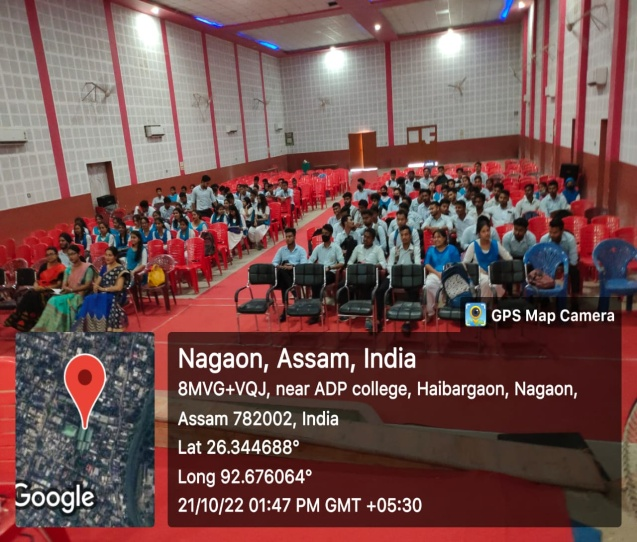 GPS Map Camera
Nagaon, Assam, India
8MVG+VQJ, near ADP college, Haibargaon, Nagaon,
Assam 782002, India
Lat 26.344688°
Long 92.676064°
21/10/22 01:47 PM GMT +05:30
Google